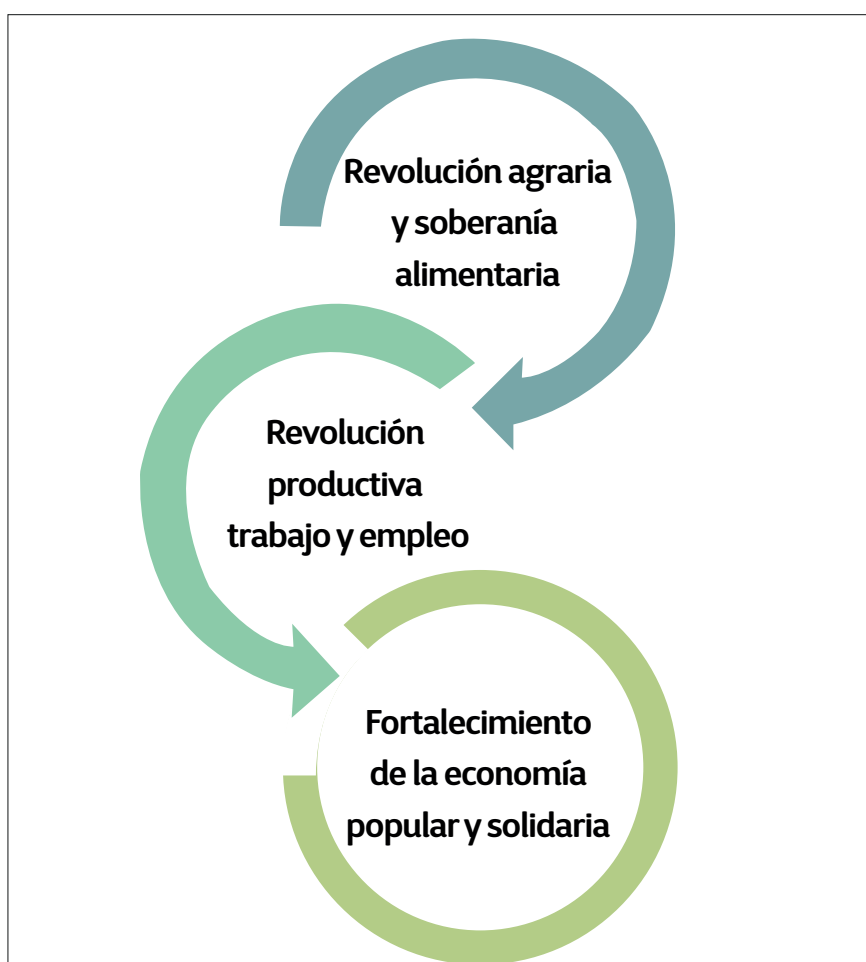 Revolución agraria
y soberanía
alimentaria
Revolución
productiva
trabajo y empleo
Fortalecimiento
de la economía
popular y solidaria